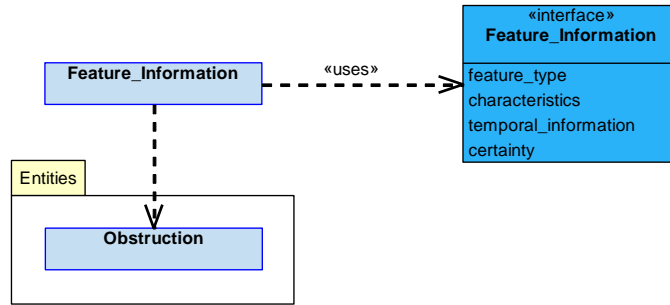 «interface»
Feature_Information
feature_type
characteristics
temporal_information
certainty
«uses»
Feature_Information
Entities
Obstruction